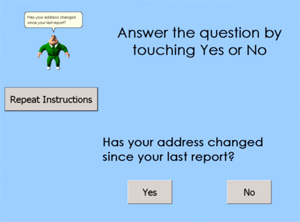 Has your address changed
since your last report?
Answer the question by
touching Yes or No
Repeat Instructions
Has your address changed
since your last report?
Yes
No